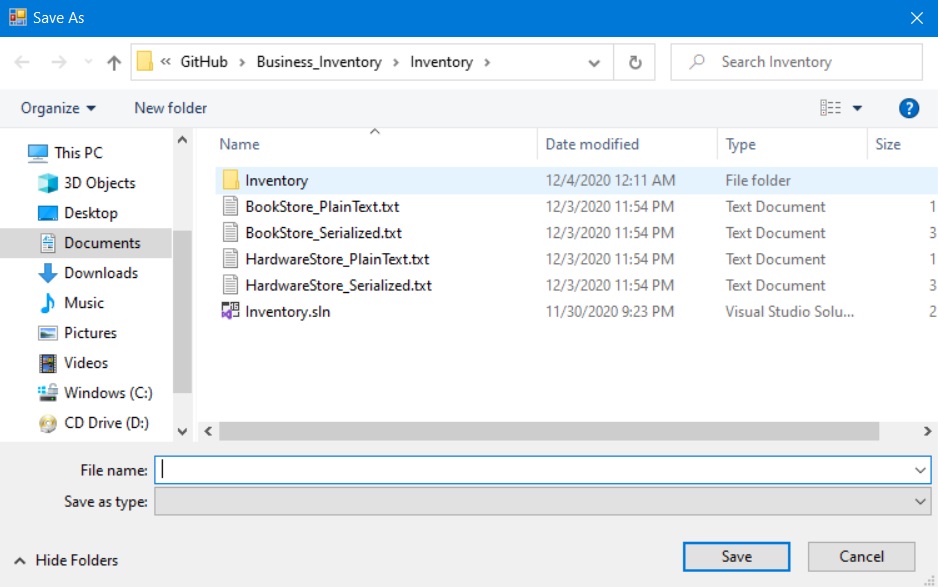 Save As
« GitHub › Business_Inventory › Inventory ›
Search Inventory
Organize
New folder
?
Name
Date modified
Type
Size
This PC
3D Objects
Desktop
Documents
Downloads
Music
Pictures
Videos
Windows (C:)
CD Drive (D:)
Inventory 12/4/2020 12:11 AM File folder
BookStore_PlainText.txt 12/3/2020 11:54 PM Text Document 1
BookStore_Serialized.txt 12/3/2020 11:54 PM Text Document 3
HardwareStore_PlainText.txt 12/3/2020 11:54 PM Text Document 1
HardwareStore_Serialized.txt 12/3/2020 11:54 PM Text Document 3
Inventory.sln 11/30/2020 9:23 PM Visual Studio Solu... 2
File name:
Save as type:
Hide Folders
Save
Cancel